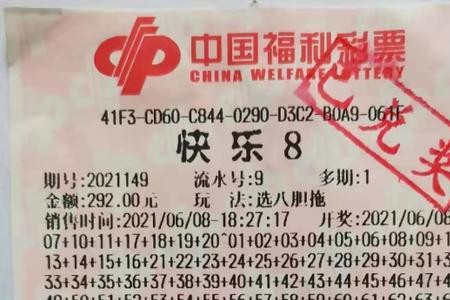 中国福利彩票
CHINA WELFARE LOTTERY
41F3-CD60-C844-0290-D3C2-B0A9-061E
已兑奖
快乐8
期号:2021149 流水号:9 多期:1
金额:292.00元 玩法:选八胆拖
销售时间:2021/06/08-18:27:17 开奖:2021/06/08
07+10+11+17+18+19+20~01+02+03+04+05+06+08+09+1
13+14+15+16+21+22+23+24+25+26+27+28+29+30+31+
33+34+35+36+37+38+39+40+41+42+43+44+45+46+47+